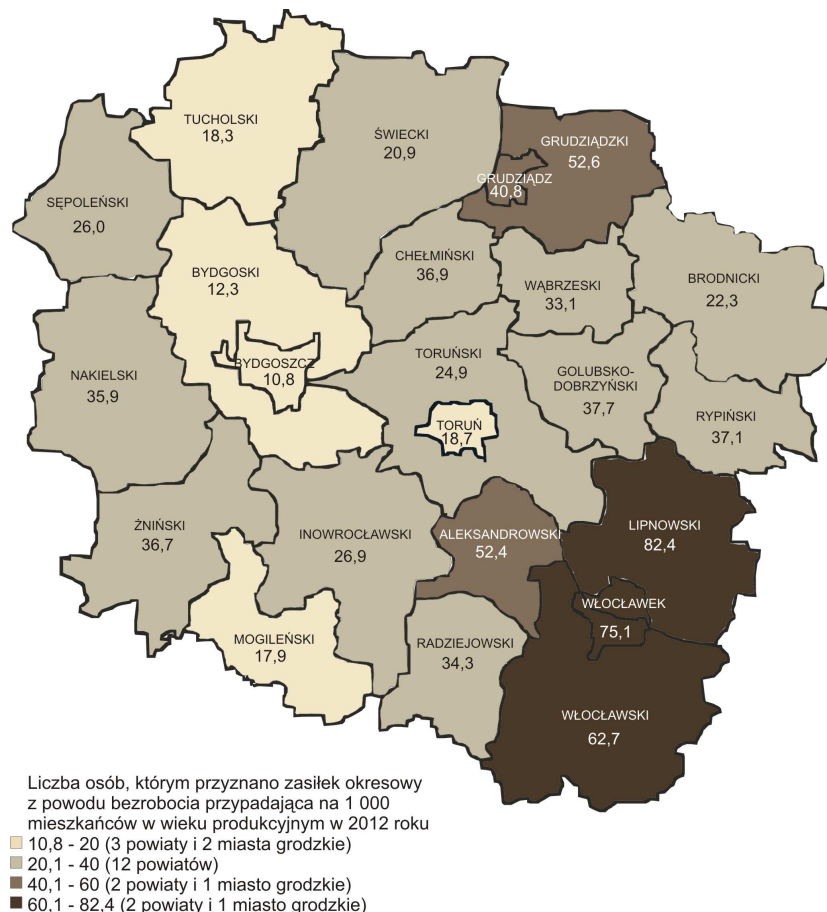 TUCHOLSKI
18,3
ŚWIECKI
20,9
GRUDZIĄDZKI
52,6
GRUDZIĄDZ
40,8
SĘPOLEŃSKI
26,0
BYDGOSKI
12,3
CHEŁMIŃSKI
36,9
WĄBRZESKI
33,1
BRODNICKI
22,3
BYDGOSZCZ
10,8
NAKIELSKI
35,9
TORUŃSKI
24,9
GOLUBSKO-
DOBRZYŃSKI
37,7
RYPIŃSKI
37,1
TORUŃ
18,7
ŻNIŃSKI
36,7
INOWROCŁAWSKI
26,9
ALEKSANDROWSKI
52,4
LIPNOWSKI
82,4
WŁOCŁAWEK
75,1
MOGILEŃSKI
17,9
RADZIEJOWSKI
34,3
WŁOCŁAWSKI
62,7
Liczba osób, którym przyznano zasiłek okresowy
z powodu bezrobocia przypadająca na 1 000
mieszkańców w wieku produkcyjnym w 2012 roku
10,8 - 20 (3 powiaty i 2 miasta grodzkie)
20,1 - 40 (12 powiatów)
40,1 - 60 (2 powiaty i 1 miasto grodzkie)
60,1 - 82,4 (2 powiaty i 1 miasto grodzkie)